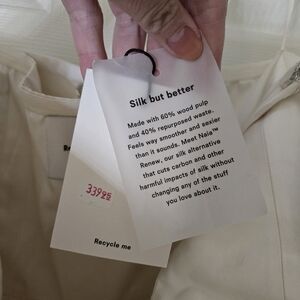 Silk but better
Made with 60% wood pulp
and 40% repurposed waste.
Feels way smoother and sexier
than it sounds. Meet Naia™
Renew, our silk alternative
that cuts carbon and other
harmful impacts of silk without
changing any of the stuff
you love about it.
339.95
Recycle me